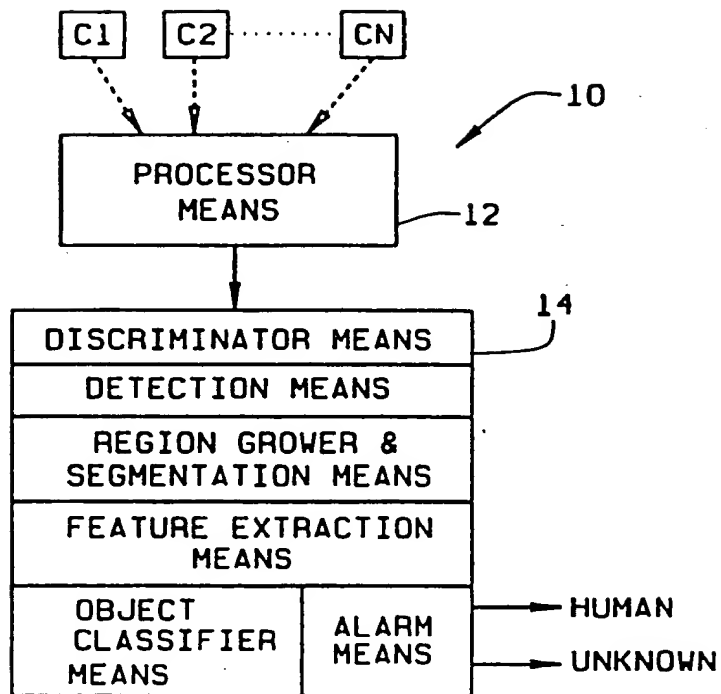 C1 C2 CN
10
PROCESSOR
MEANS
12
14
DISCRIMINATOR MEANS
DETECTION MEANS
REGION GROWER &
SEGMENTATION MEANS
FEATURE EXTRACTION
MEANS
OBJECT
CLASSIFIER
MEANS
ALARM
MEANS
HUMAN
UNKNOWN